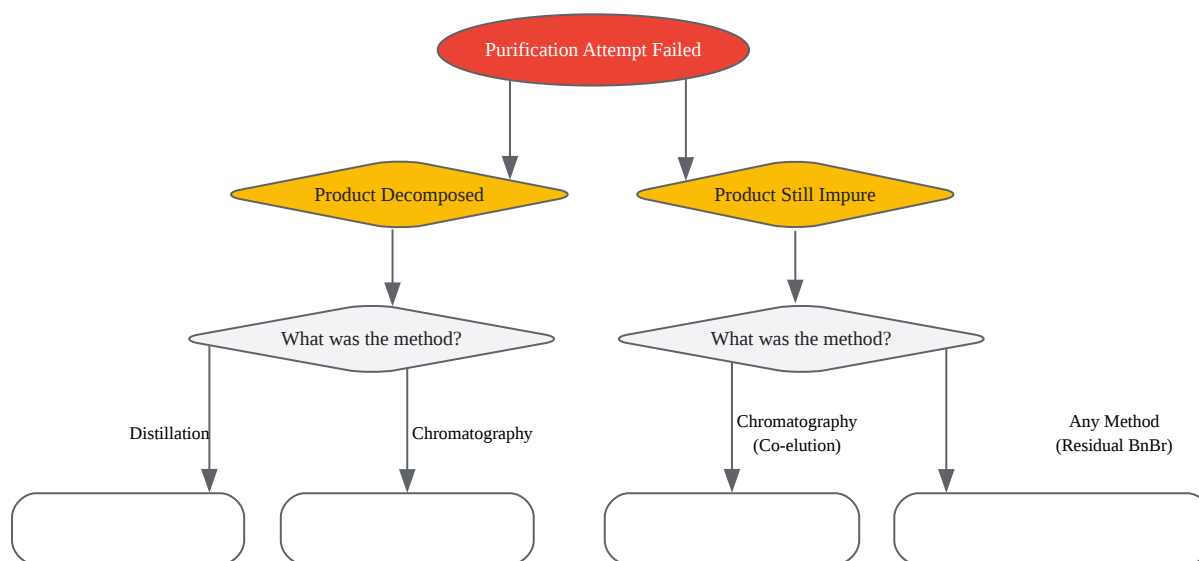 Purification Attempt Failed
Product Decomposed
Product Still Impure
What was the method?
What was the method?
Distillation
Chromatography
Chromatography
(Co-elution)
Any Method
(Residual BnBr)